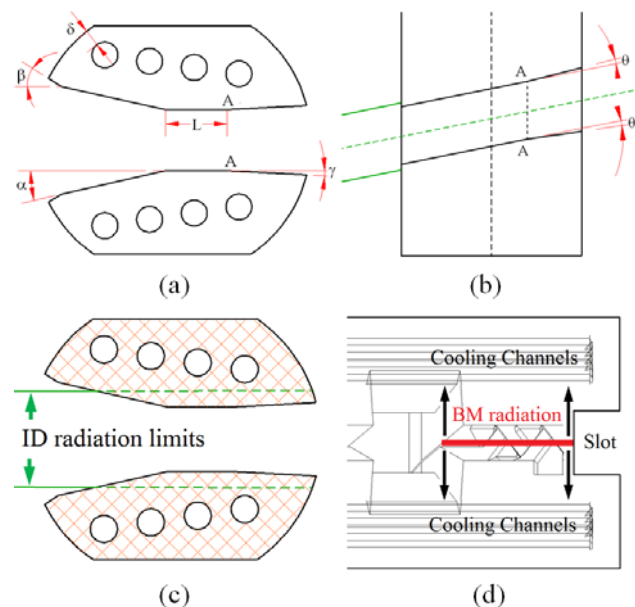 δ
β
A
L
A
α
γ
(a)
A
θ
A
θ
(b)
ID radiation limits
(c)
Cooling Channels
BM radiation
Slot
Cooling Channels
(d)